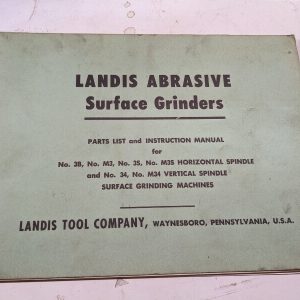 LANDIS ABRASIVE
Surface Grinders
PARTS LIST and INSTRUCTION MANUAL
for
No. 3B, No. M3, No. 35, No. M35 HORIZONTAL SPINDLE
and No. 34, No. M34 VERTICAL SPINDLE
SURFACE GRINDING MACHINES
LANDIS TOOL COMPANY, WAYNESBORO, PENNSYLVANIA, U.S.A.